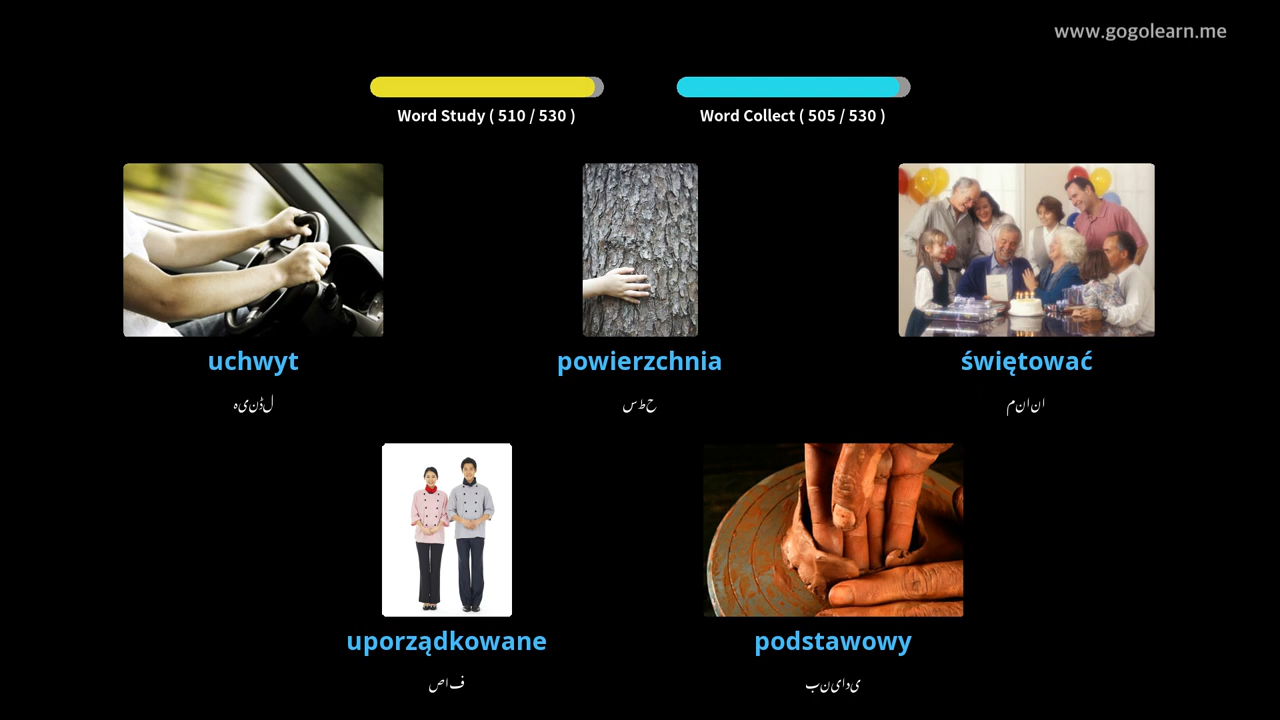 www.gogolearn.me
Word Study ( 510 / 530 )
Word Collect ( 505 / 530 )
uchwyt
powierzchnia
świętować
ہینڈل
سطح
منانا
uporządkowane
podstawowy
صاف
بنیادی